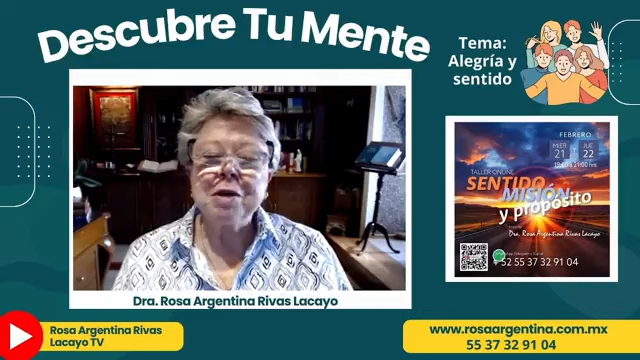 Descubre Tu Mente
Tema:
Alegría y
sentido
FEBRERO
MIER
21
y
JUE
22
TALLER ONLINE
SENTIDO,
MISIÓN
y propósito
Dra. Rosa Argentina Rivas Lacayo
+ 52 55 37 32 91 04
Dra. Rosa Argentina Rivas Lacayo
Rosa Argentina Rivas
Lacayo TV
www.rosaargentina.com.mx
55 37 32 91 04